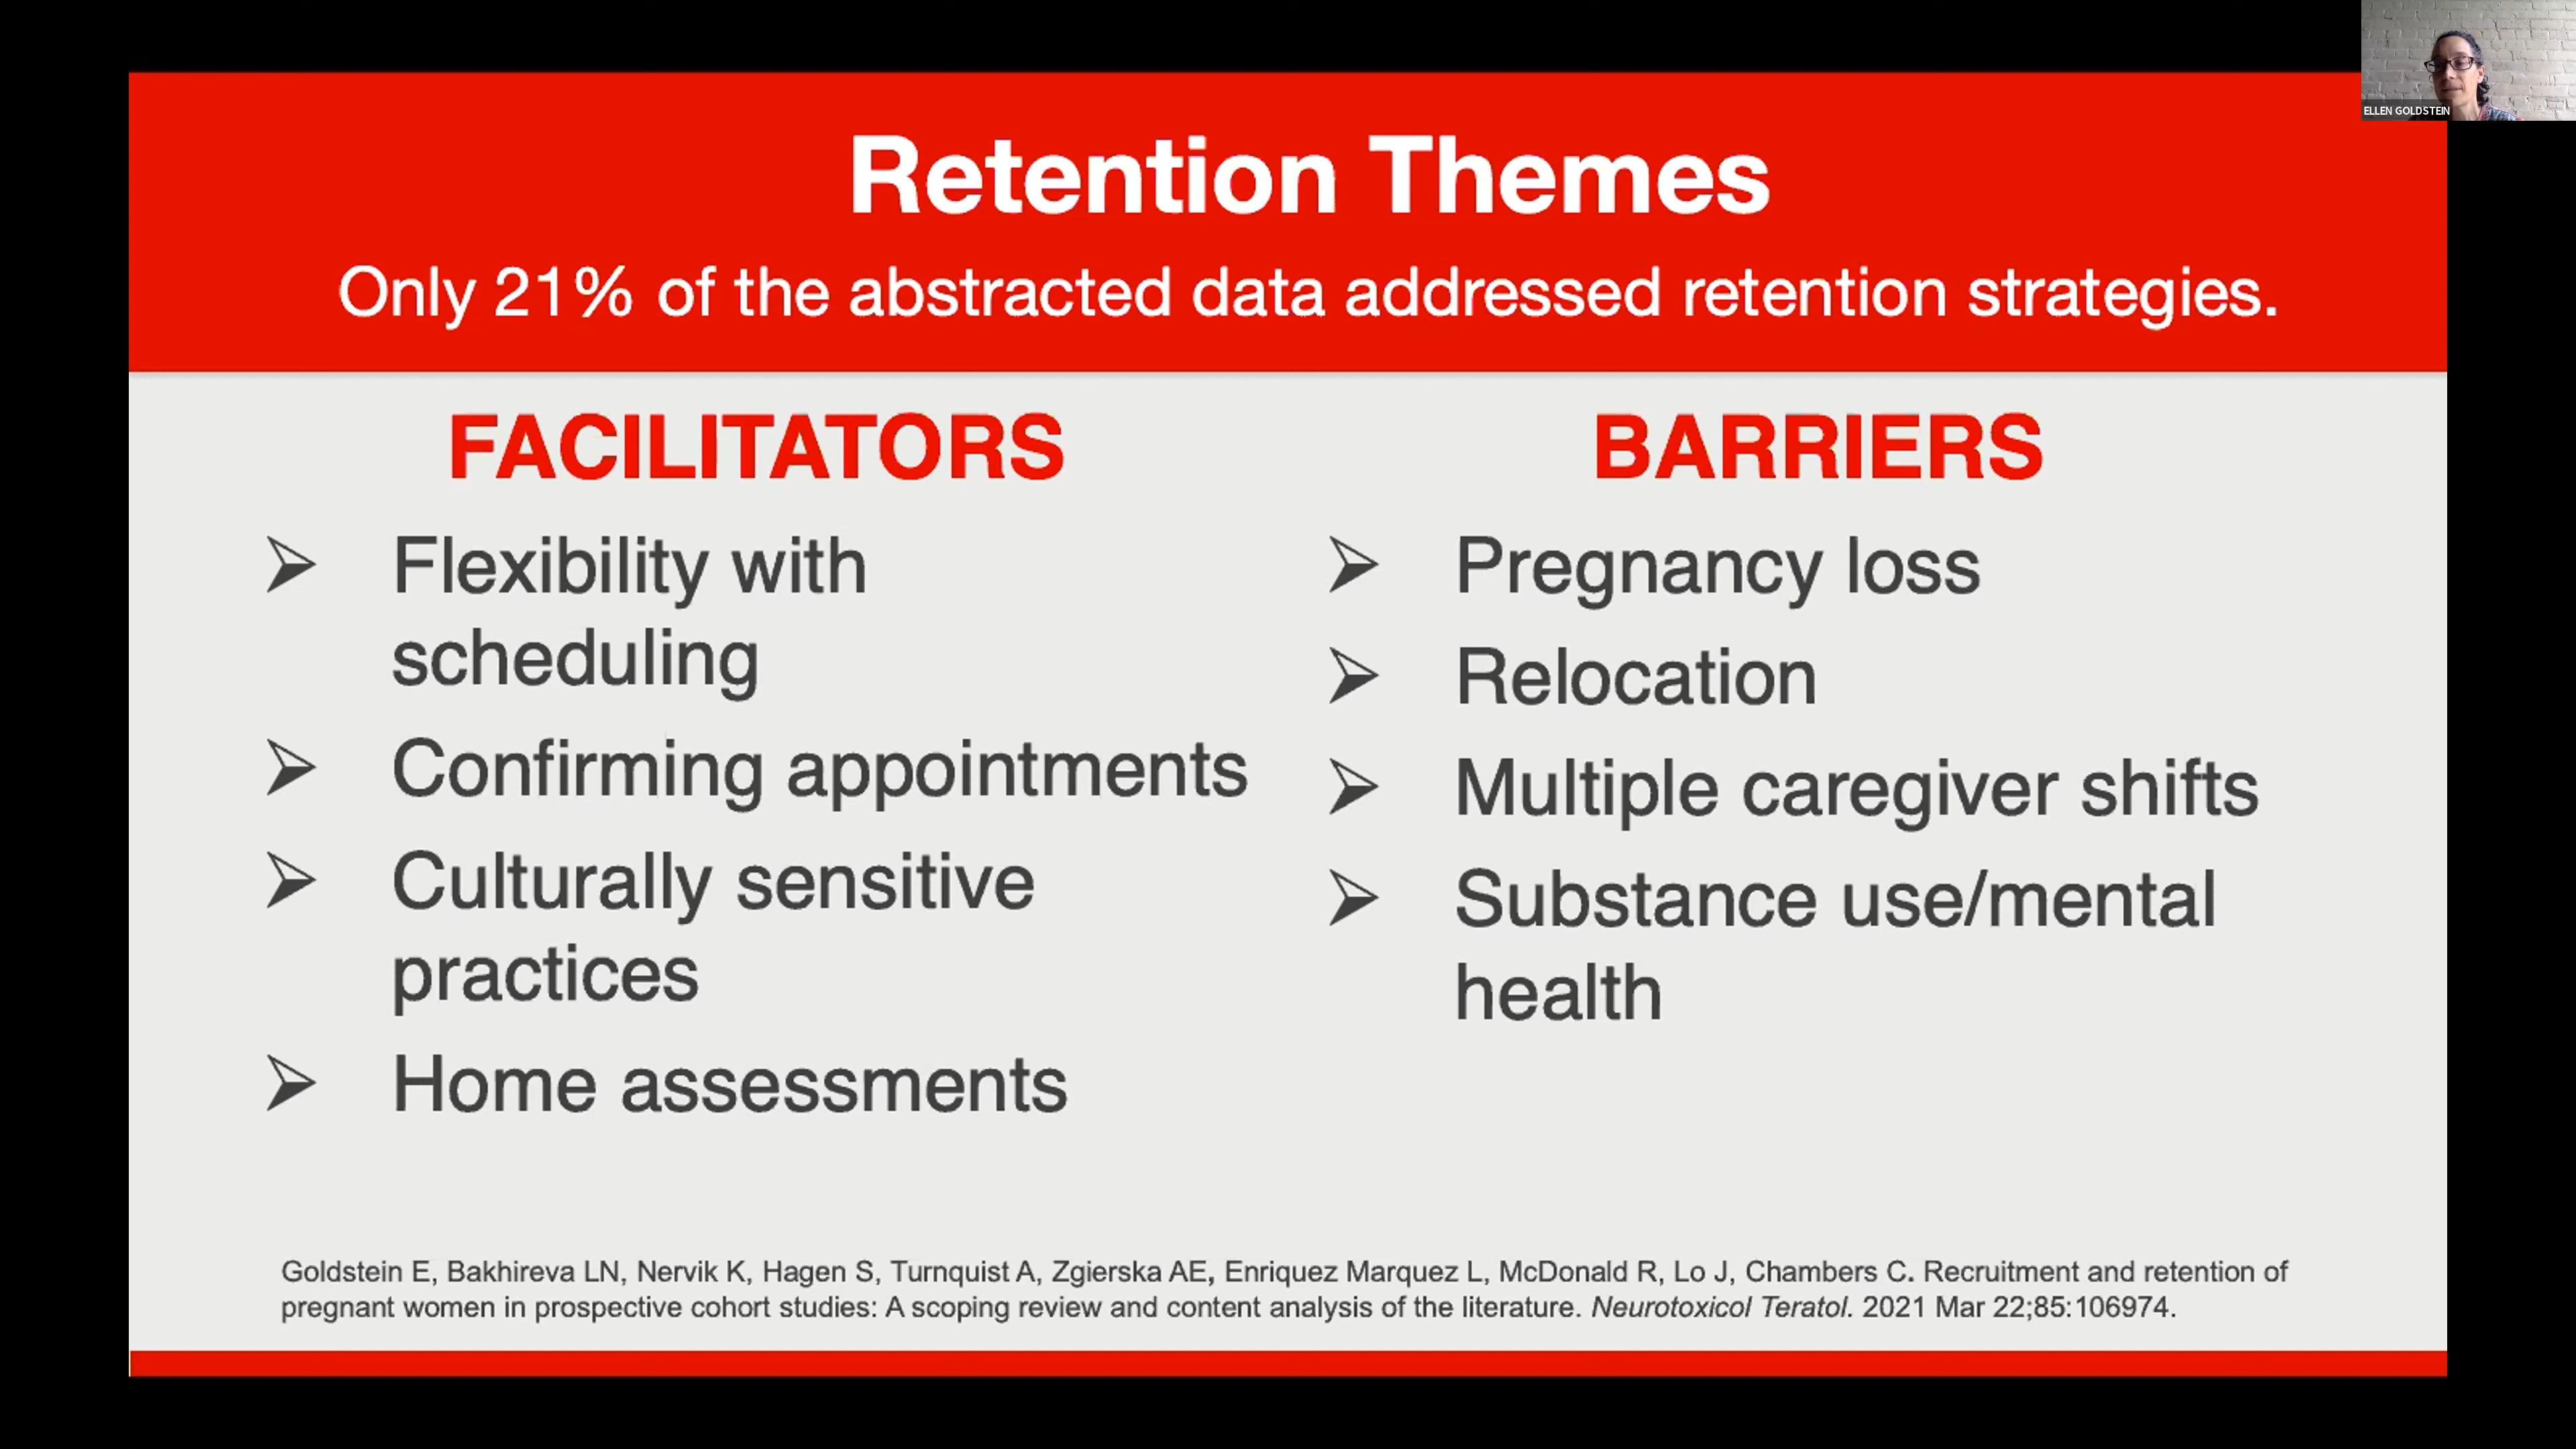 ELLEN GOLDSTEIN
Retention Themes
Only 21% of the abstracted data addressed retention strategies.
FACILITATORS
Flexibility with
scheduling
Confirming appointments
Culturally sensitive
practices
Home assessments
BARRIERS
Pregnancy loss
Relocation
Multiple caregiver shifts
Substance use/mental
health
Goldstein E, Bakhireva LN, Nervik K, Hagen S, Turnquist A, Zgierska AE, Enriquez Marquez L, McDonald R, Lo J, Chambers C. Recruitment and retention of
pregnant women in prospective cohort studies: A scoping review and content analysis of the literature. Neurotoxicol Teratol. 2021 Mar 22;85:106974.